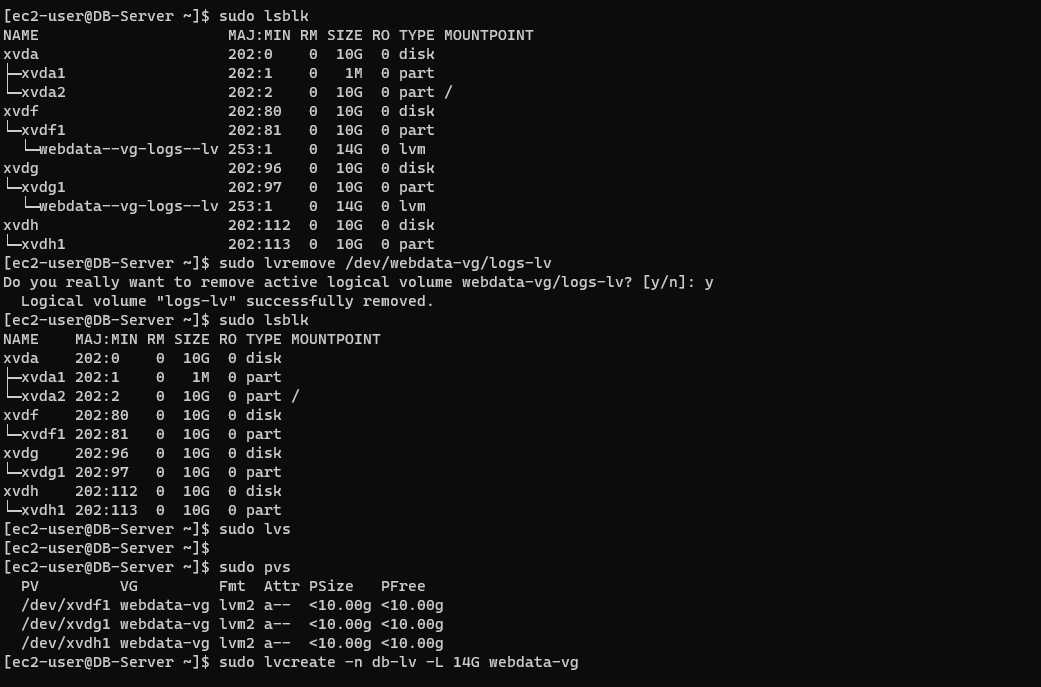 [ec2-user@DB-Server ~]$ sudo lsblk
NAME                     MAJ:MIN RM SIZE RO TYPE MOUNTPOINT
xvda                     202:0    0  10G  0 disk
├─xvda1                  202:1    0   1M  0 part
└─xvda2                  202:2    0  10G  0 part /
xvdf                     202:80   0  10G  0 disk
└─xvdf1                  202:81   0  10G  0 part
  └─webdata--vg-logs--lv 253:1    0  14G  0 lvm
xvdg                     202:96   0  10G  0 disk
└─xvdg1                  202:97   0  10G  0 part
  └─webdata--vg-logs--lv 253:1    0  14G  0 lvm
xvdh                     202:112  0  10G  0 disk
└─xvdh1                  202:113  0  10G  0 part
[ec2-user@DB-Server ~]$ sudo lvremove /dev/webdata-vg/logs-lv
Do you really want to remove active logical volume webdata-vg/logs-lv? [y/n]: y
  Logical volume "logs-lv" successfully removed.
[ec2-user@DB-Server ~]$ sudo lsblk
NAME    MAJ:MIN RM SIZE RO TYPE MOUNTPOINT
xvda    202:0    0  10G  0 disk
├─xvda1 202:1    0   1M  0 part
└─xvda2 202:2    0  10G  0 part /
xvdf    202:80   0  10G  0 disk
└─xvdf1 202:81   0  10G  0 part
xvdg    202:96   0  10G  0 disk
└─xvdg1 202:97   0  10G  0 part
xvdh    202:112  0  10G  0 disk
└─xvdh1 202:113  0  10G  0 part
[ec2-user@DB-Server ~]$ sudo lvs
[ec2-user@DB-Server ~]$
[ec2-user@DB-Server ~]$ sudo pvs
  PV         VG         Fmt  Attr PSize   PFree
  /dev/xvdf1 webdata-vg lvm2 a--  <10.00g <10.00g
  /dev/xvdg1 webdata-vg lvm2 a--  <10.00g <10.00g
  /dev/xvdh1 webdata-vg lvm2 a--  <10.00g <10.00g
[ec2-user@DB-Server ~]$ sudo lvcreate -n db-lv -L 14G webdata-vg